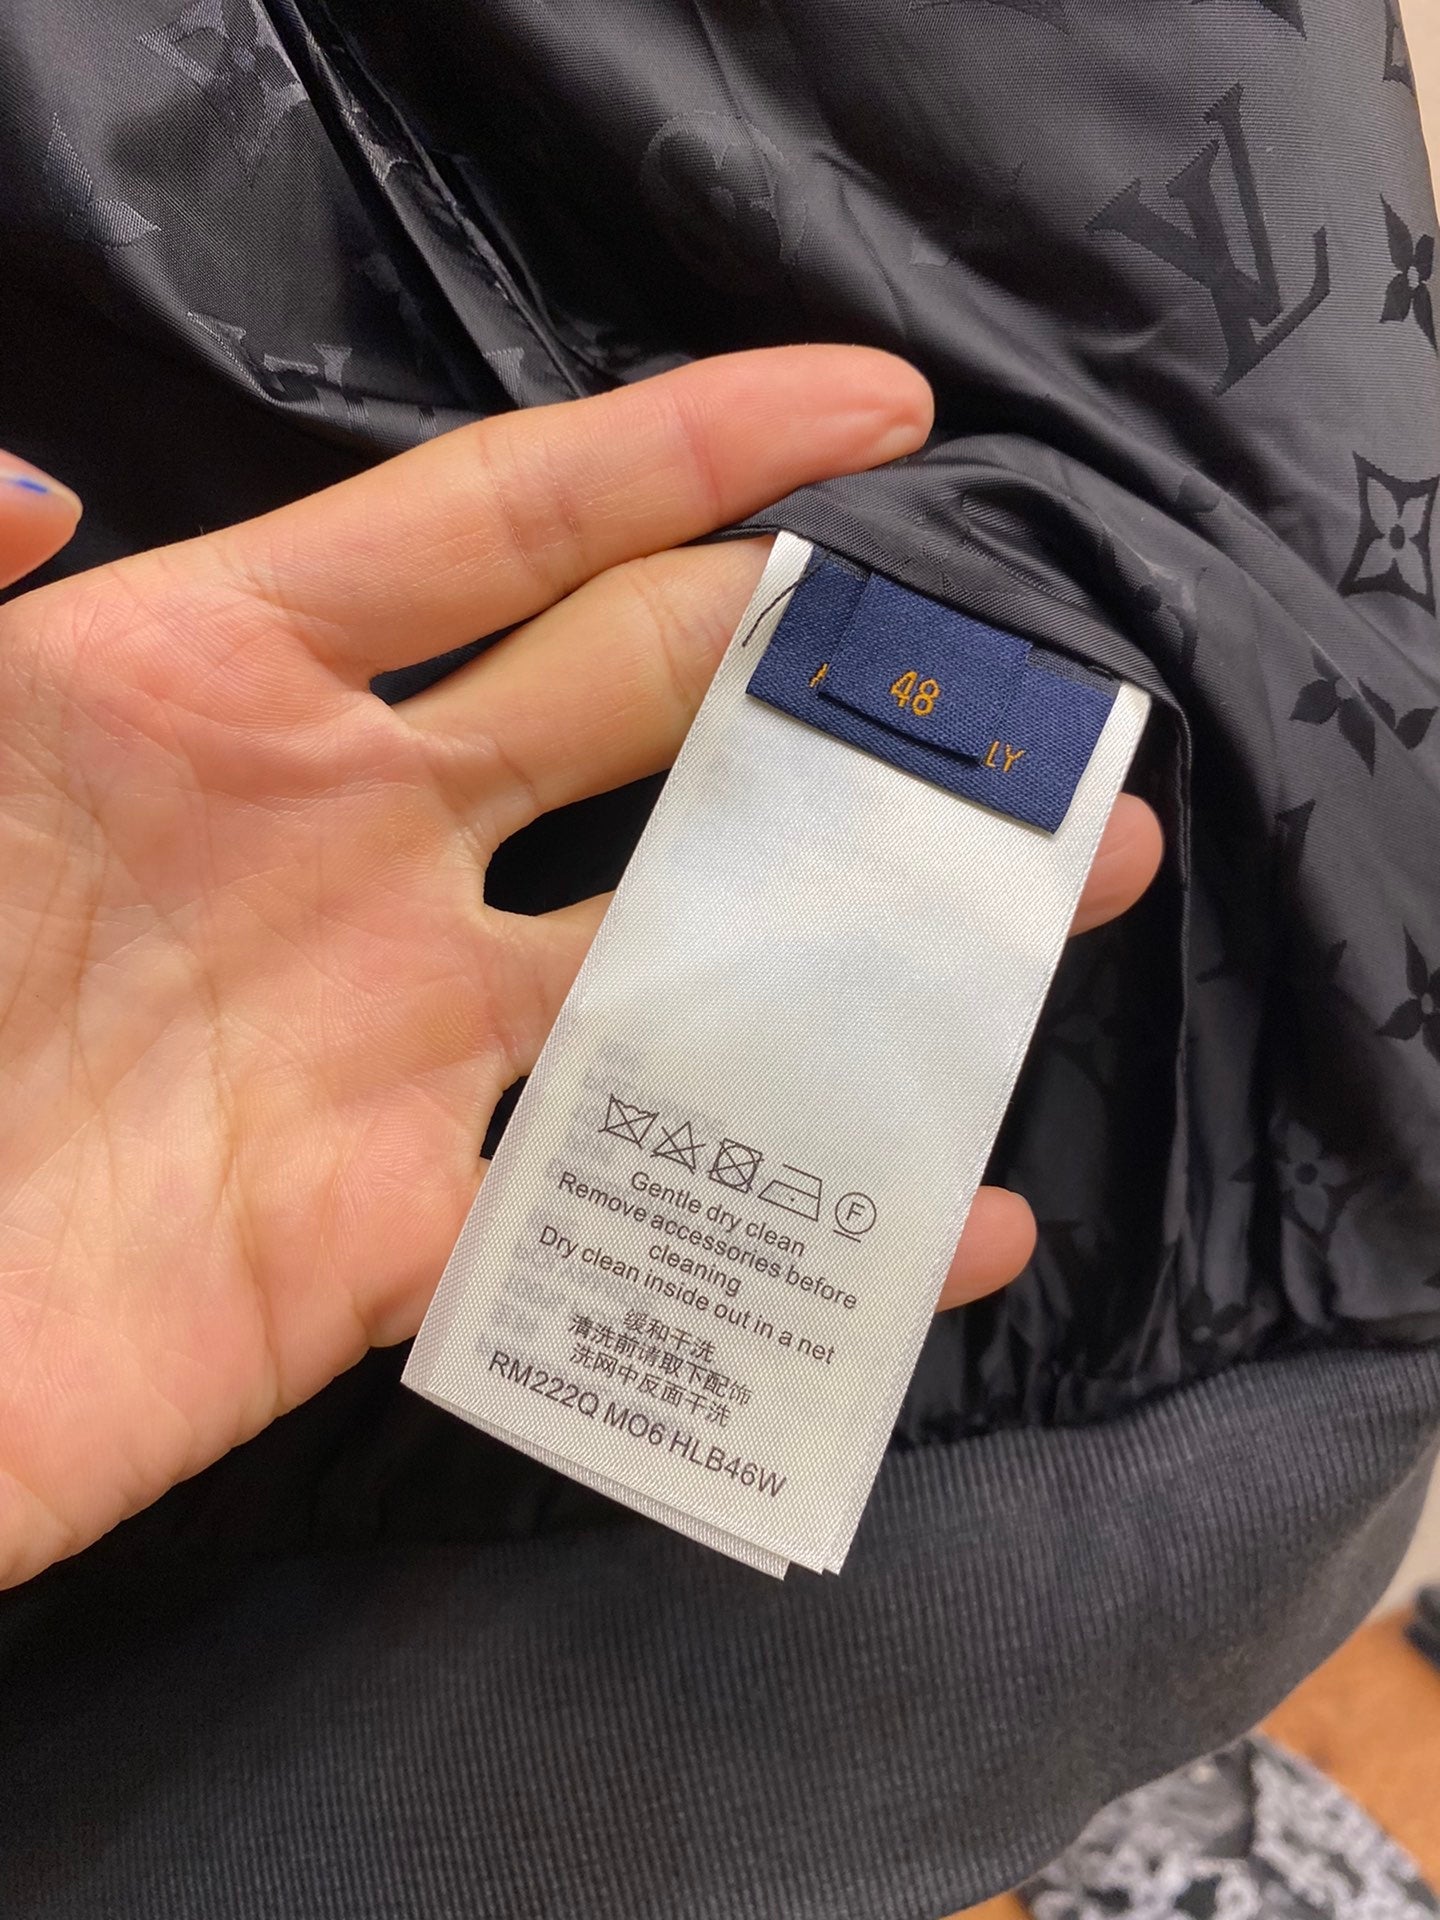 48
LY
F
Gentle dry clean
Remove accessories before
cleaning
Dry clean inside out in a net
缓和干洗
清洗前请取下配饰
洗网中反面干洗
RM222Q MO6 HLB46W